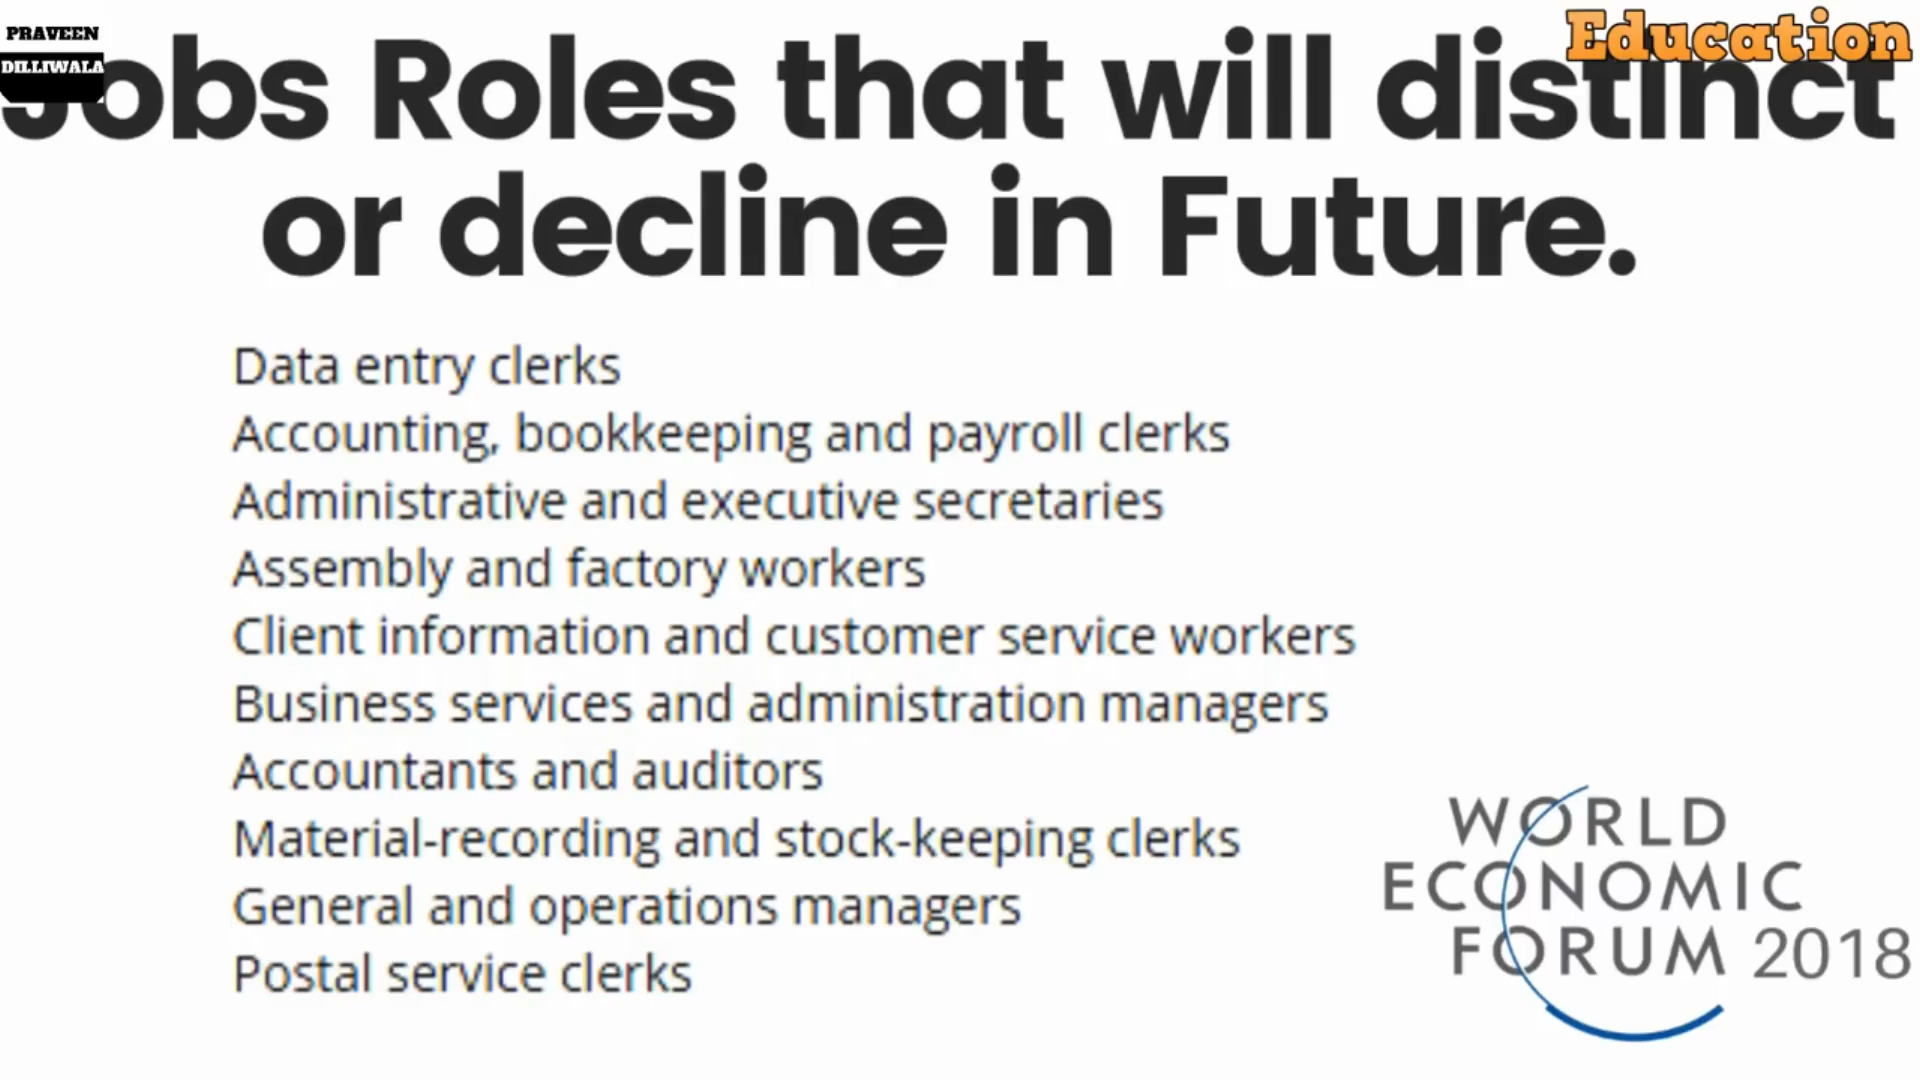 PRAVEEN
DILLIWALA
Education
Jobs Roles that will distinct
or decline in Future.
Data entry clerks
Accounting, bookkeeping and payroll clerks
Administrative and executive secretaries
Assembly and factory workers
Client information and customer service workers
Business services and administration managers
Accountants and auditors
Material-recording and stock-keeping clerks
General and operations managers
Postal service clerks
WORLD
ECONOMIC
FORUM 2018